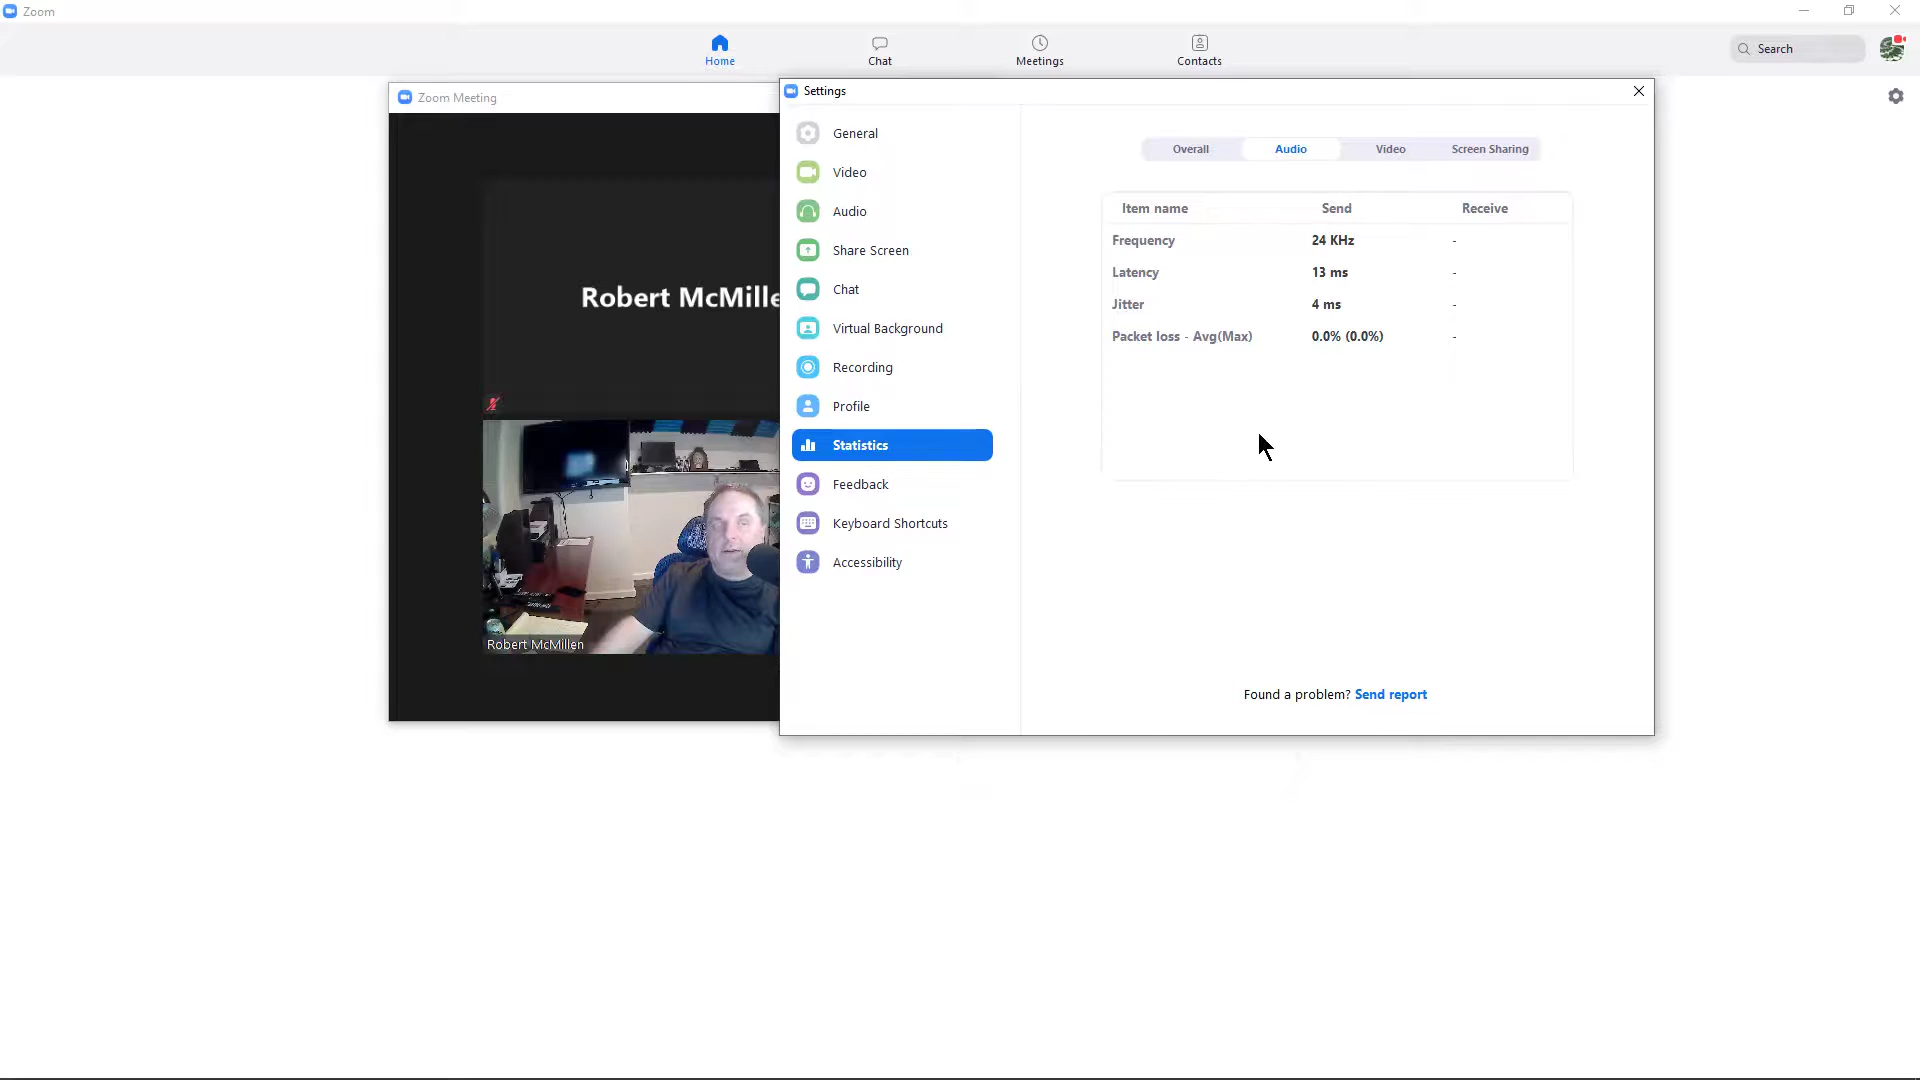 Zoom
Home
Chat
Meetings
Contacts
Search
Zoom Meeting
Robert McMille
Robert McMillen
Settings
General
Video
Audio
Share Screen
Chat
Virtual Background
Recording
Profile
Statistics
Feedback
Keyboard Shortcuts
Accessibility
Overall Audio Video Screen Sharing
Item name Send Receive
Frequency 24 KHz -
Latency 13 ms -
Jitter 4 ms -
Packet loss - Avg(Max) 0.0% (0.0%) -
Found a problem? Send report